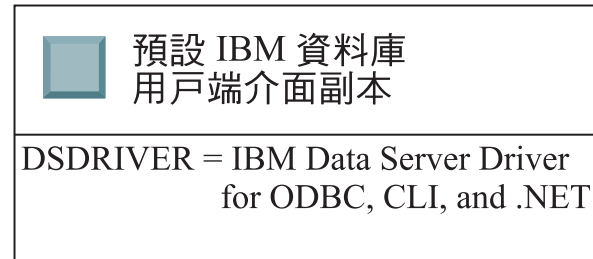 預設 IBM 資料庫
用戶端介面副本
DSDRIVER = IBM Data Server Driver
for ODBC, CLI, and .NET